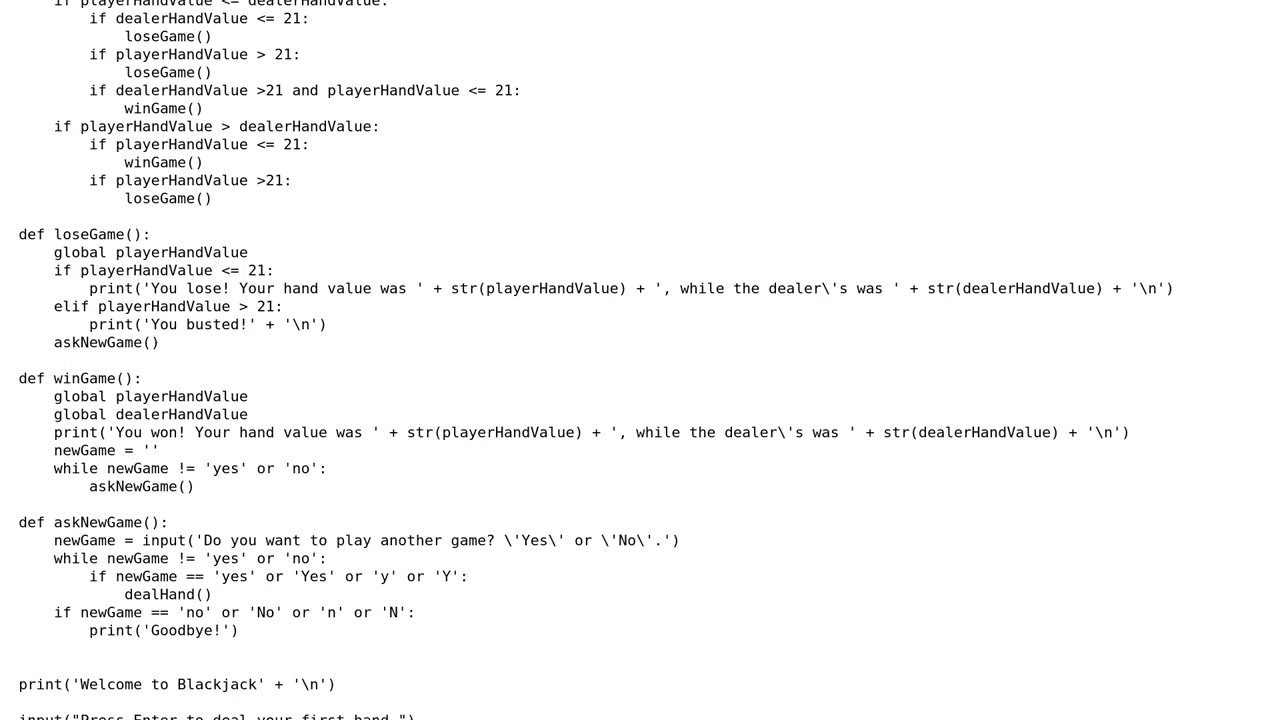 if playerHandValue <= dealerHandValue:
if dealerHandValue <= 21:
loseGame()
if playerHandValue > 21:
loseGame()
if dealerHandValue >21 and playerHandValue <= 21:
winGame()
if playerHandValue > dealerHandValue:
if playerHandValue <= 21:
winGame()
if playerHandValue >21:
loseGame()
def loseGame():
global playerHandValue
if playerHandValue <= 21:
print('You lose! Your hand value was ' + str(playerHandValue) + ', while the dealer\'s was ' + str(dealerHandValue) + '\n')
elif playerHandValue > 21:
print('You busted!' + '\n')
askNewGame()
def winGame():
global playerHandValue
global dealerHandValue
print('You won! Your hand value was ' + str(playerHandValue) + ', while the dealer\'s was ' + str(dealerHandValue) + '\n')
newGame = ''
while newGame != 'yes' or 'no':
askNewGame()
def askNewGame():
newGame = input('Do you want to play another game? \'Yes\' or \'No\'.')
while newGame != 'yes' or 'no':
if newGame == 'yes' or 'Yes' or 'y' or 'Y':
dealHand()
if newGame == 'no' or 'No' or 'n' or 'N':
print('Goodbye!')
print('Welcome to Blackjack' + '\n')
input("Press Enter to deal your first hand.")